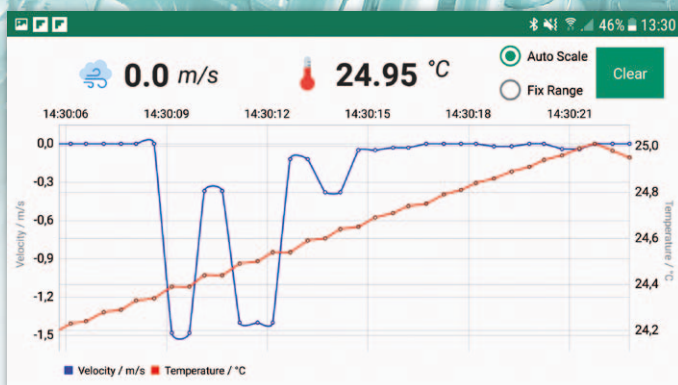 46% 13:30
0.0 m/s
24.95 °C
Auto Scale
Fix Range
Clear
14:30:06 14:30:09 14:30:12 14:30:15 14:30:18 14:30:21
0,0
-0,3
-0,6
-0,9
-1,2
-1,5
Velocity / m/s
25,0
24,8
24,6
24,4
24,2
Temperature / °C
Velocity / m/s Temperature / °C